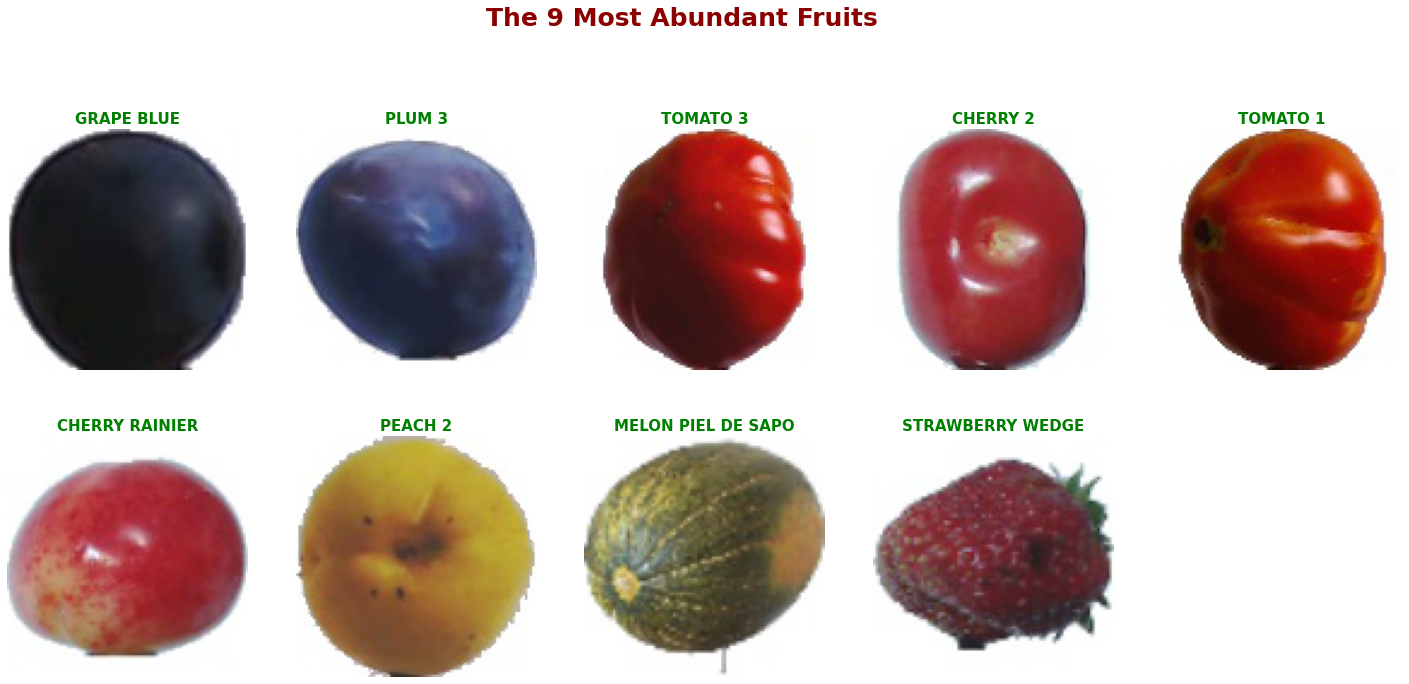 The 9 Most Abundant Fruits
GRAPE BLUE
PLUM 3
TOMATO 3
CHERRY 2
TOMATO 1
CHERRY RAINIER
PEACH 2
MELON PIEL DE SAPO
STRAWBERRY WEDGE